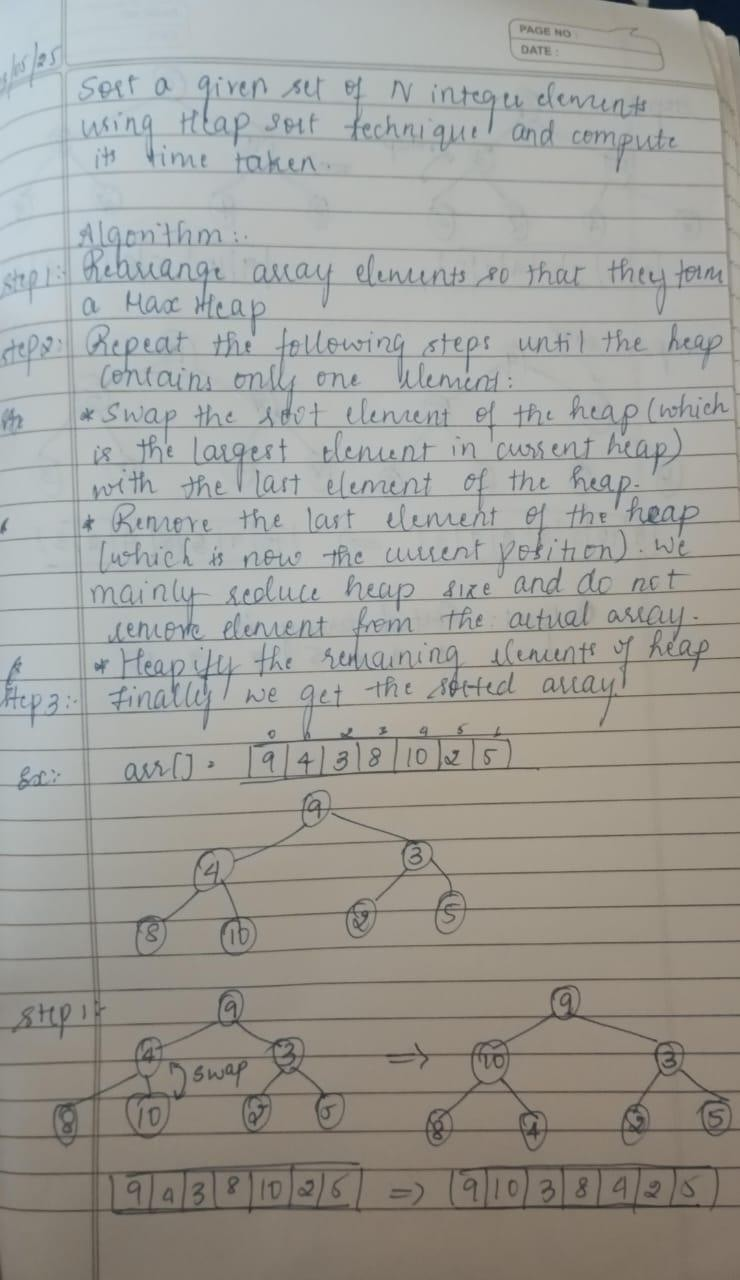 PAGE NO :
DATE :
/05/25
Sort a given set of N integer elements
using Heap sort technique and compute
its time taken.
Algorithm :.
Step 1:- Rearrange array elements so that they form
a Max Heap
Step 2: Repeat the following steps until the heap
contains only one element:
* Swap the root element of the heap (which
is the largest element in current heap)
with the last element of the heap.
* Remove the last element of the heap
(which is now the current position). We
mainly reduce heap size and do not
remove element from the actual array.
* Heapify the remaining elements of heap
Step 3:- Finally we get the sorted array.
0 1 2 3 4 5 6
Ex:- arr[] = 9 4 3 8 10 2 5
9
4 3
8 10 2 5
Step 1:- 9 9
4 swap 3 => 10 3
8 10 2 5 8 4 2 5
9 4 3 8 10 2 5 => 9 10 3 8 4 2 5